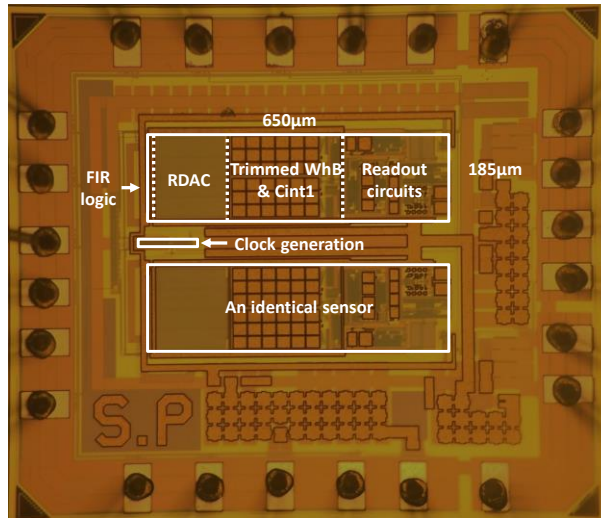 650μm
FIR
logic
RDAC
Trimmed WhB
& Cint1
Readout
circuits
185μm
Clock generation
An identical sensor
S.P